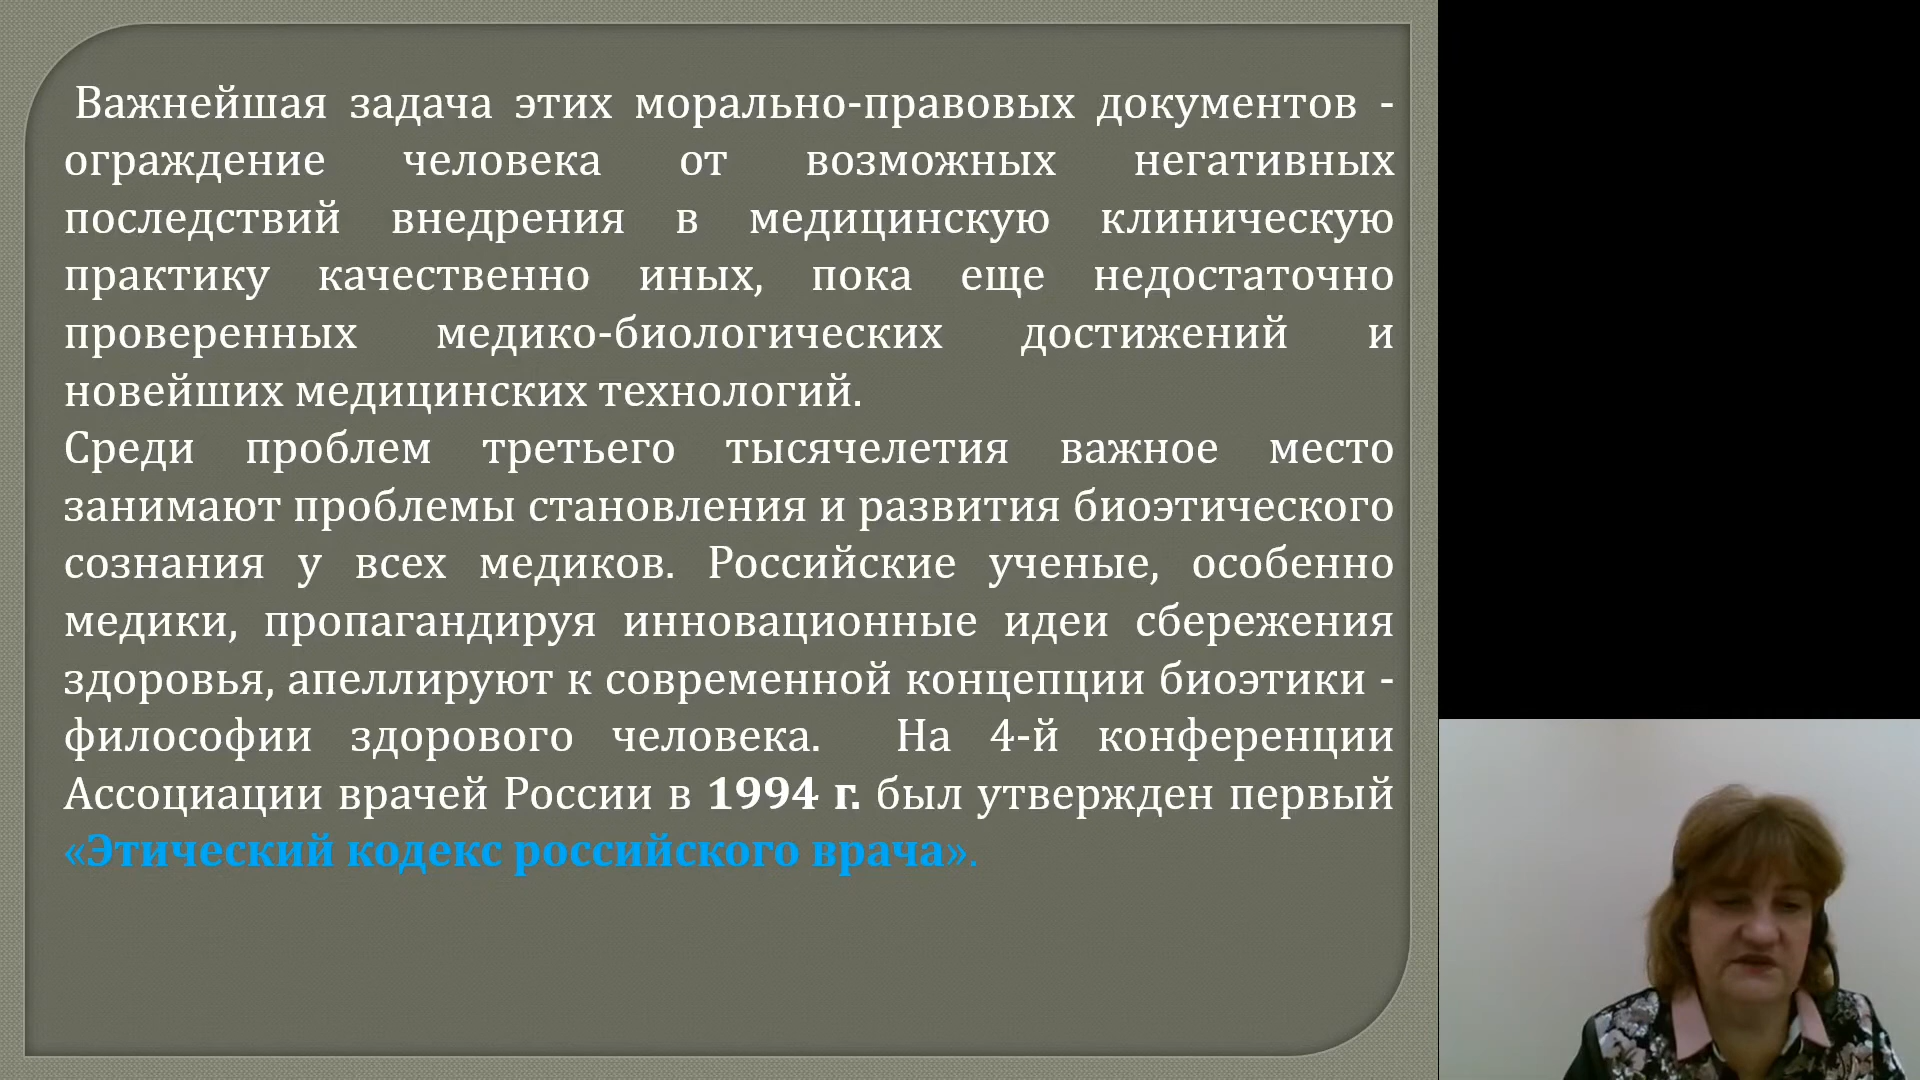 Важнейшая задача этих морально-правовых документов -
ограждение человека от возможных негативных
последствий внедрения в медицинскую клиническую
практику качественно иных, пока еще недостаточно
проверенных медико-биологических достижений и
новейших медицинских технологий.
Среди проблем третьего тысячелетия важное место
занимают проблемы становления и развития биоэтического
сознания у всех медиков. Российские ученые, особенно
медики, пропагандируя инновационные идеи сбережения
здоровья, апеллируют к современной концепции биоэтики -
философии здорового человека. На 4-й конференции
Ассоциации врачей России в 1994 г. был утвержден первый
«Этический кодекс российского врача».